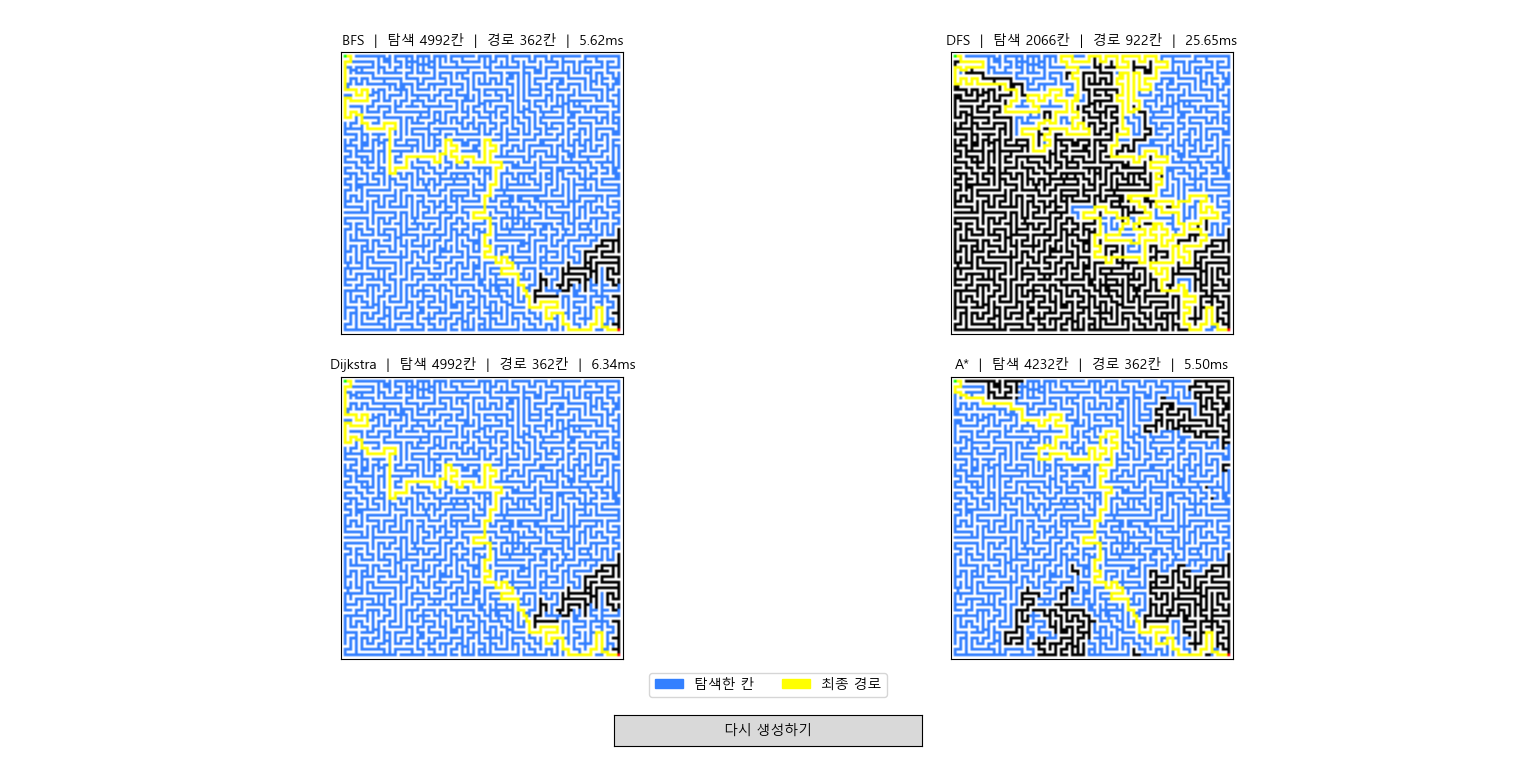 BFS | 탐색 4992칸 | 경로 362칸 | 5.62ms
DFS | 탐색 2066칸 | 경로 922칸 | 25.65ms
Dijkstra | 탐색 4992칸 | 경로 362칸 | 6.34ms
A* | 탐색 4232칸 | 경로 362칸 | 5.50ms
탐색한 칸 최종 경로
다시 생성하기